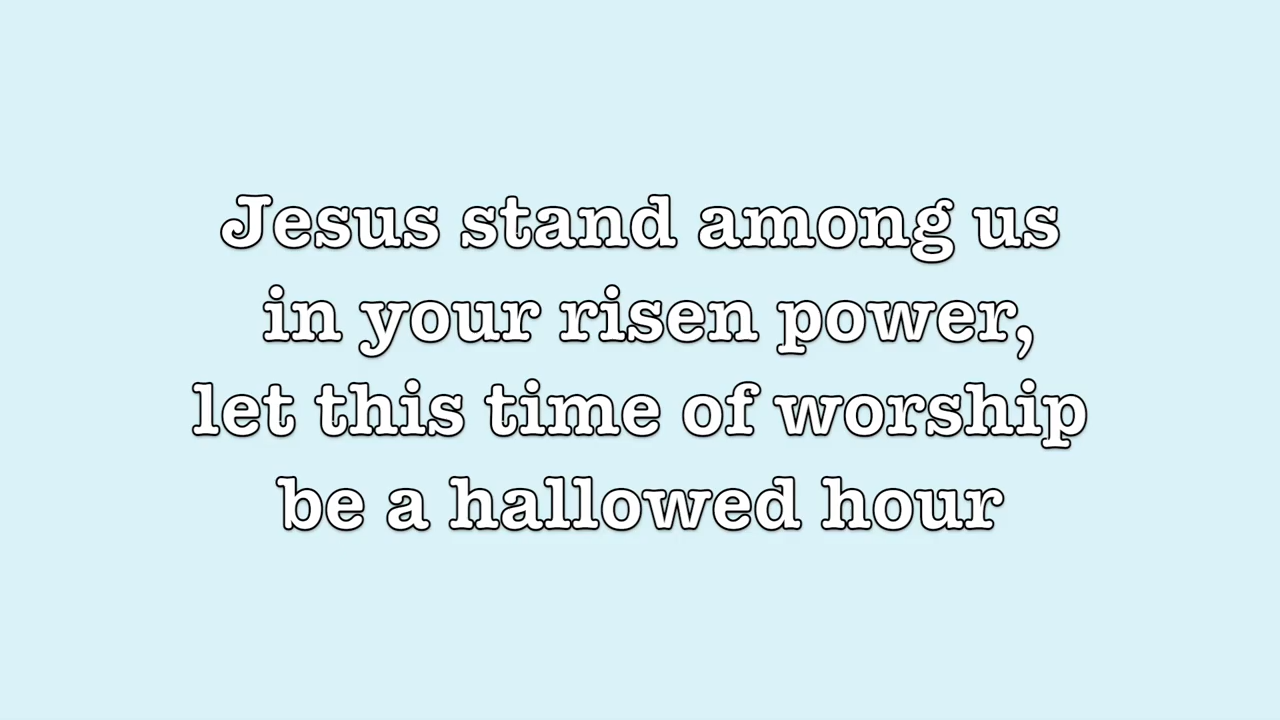 Jesus stand among us
in your risen power,
let this time of worship
be a hallowed hour